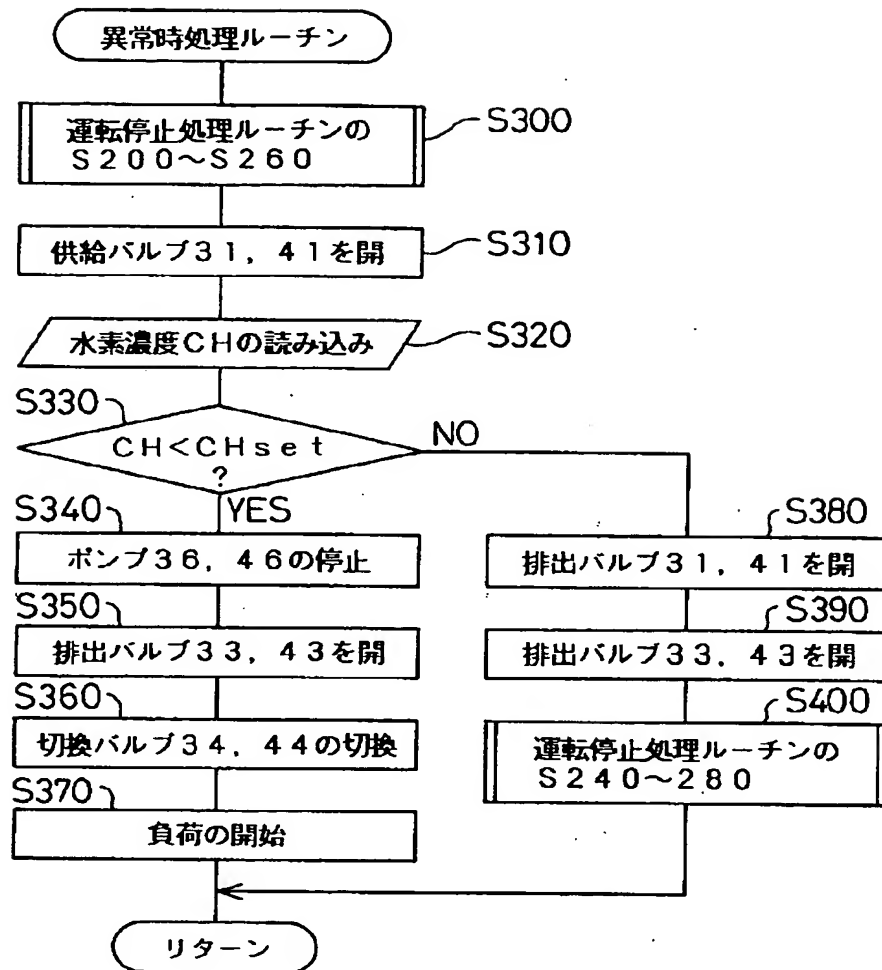 異常時処理ルーチン
運転停止処理ルーチンの
S200～S260
S300
供給バルブ31，41を開
S310
水素濃度CHの読み込み
S320
S330
CH<CHset
?
NO
YES
S340
ポンプ36，46の停止
S350
排出バルブ33，43を開
S360
切換バルブ34，44の切換
S370
負荷の開始
S380
排出バルブ31，41を開
S390
排出バルブ33，43を開
S400
運転停止処理ルーチンの
S240～280
リターン